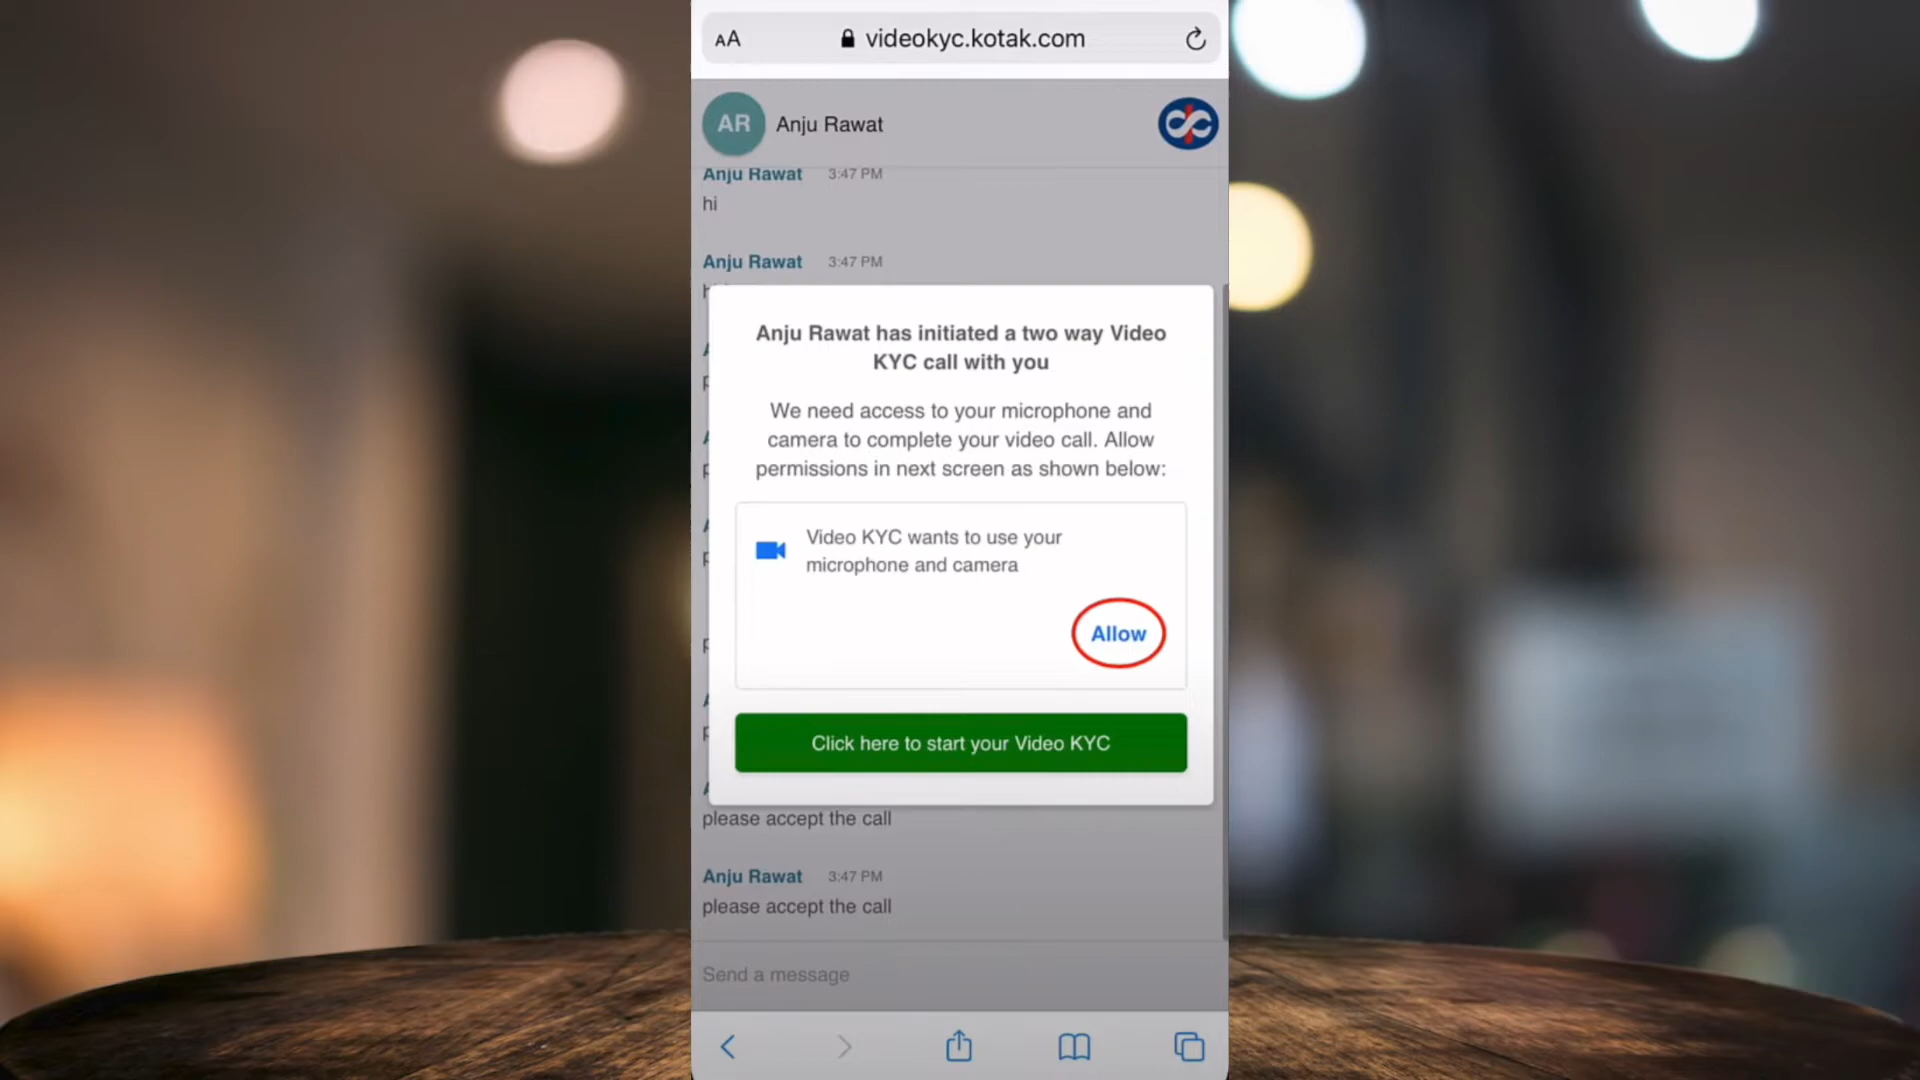 AA videokyc.kotak.com
AR Anju Rawat
Anju Rawat 3:47 PM
hi
Anju Rawat 3:47 PM
Anju Rawat has initiated a two way Video
KYC call with you
We need access to your microphone and
camera to complete your video call. Allow
permissions in next screen as shown below:
Video KYC wants to use your
microphone and camera
Allow
Click here to start your Video KYC
please accept the call
Anju Rawat 3:47 PM
please accept the call
Send a message